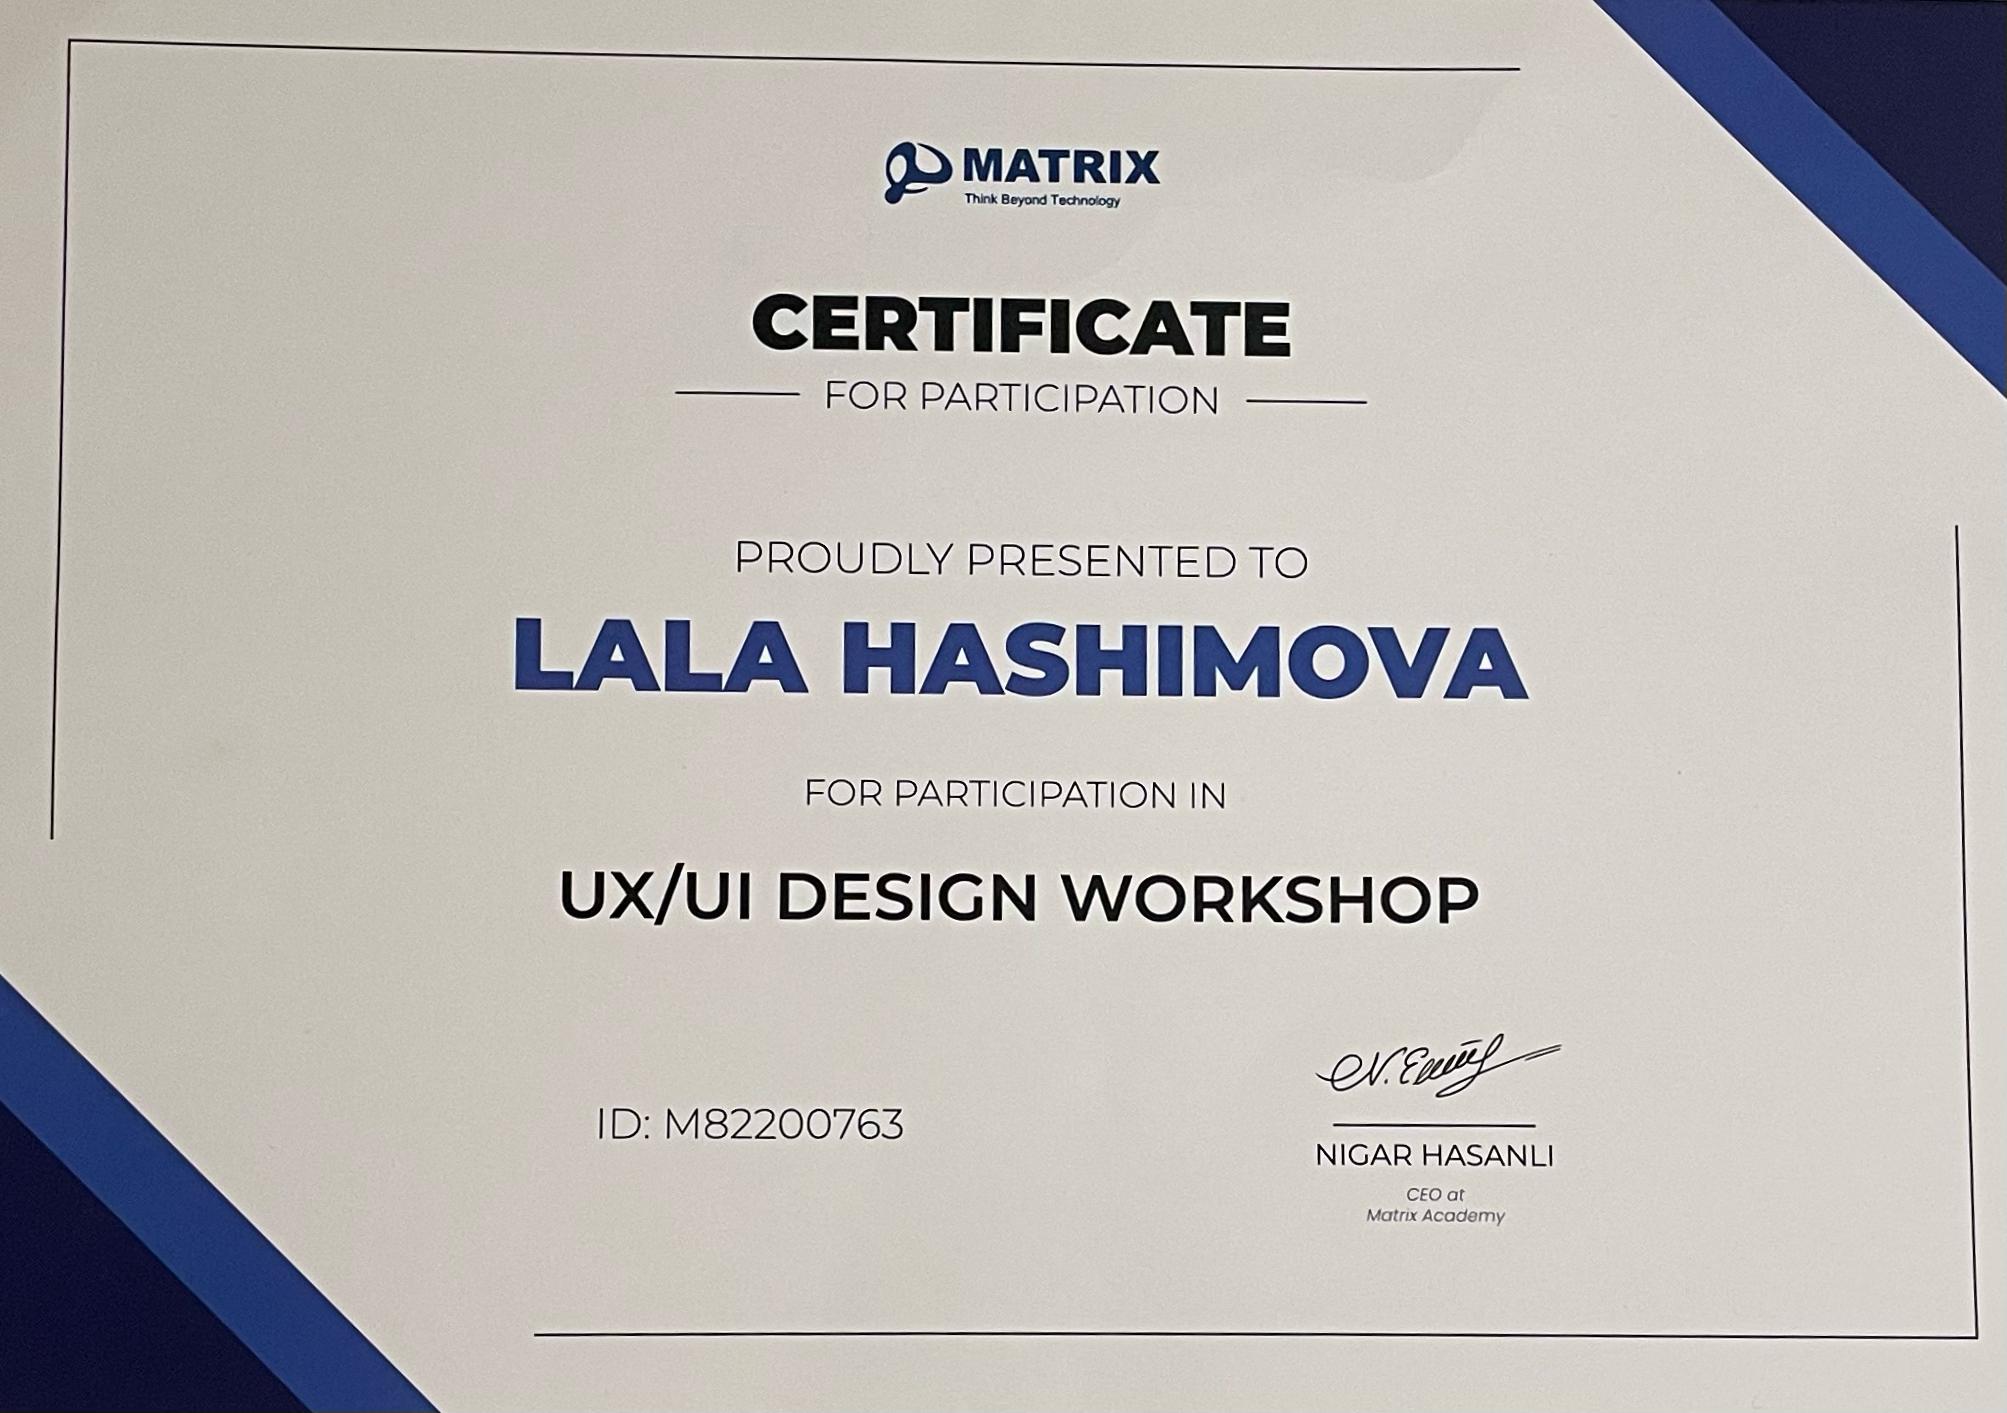 MATRIX
Think Beyond Technology
CERTIFICATE
FOR PARTICIPATION
PROUDLY PRESENTED TO
LALA HASHIMOVA
FOR PARTICIPATION IN
UX/UI DESIGN WORKSHOP
ID: M82200763
NIGAR HASANLI
CEO at
Matrix Academy